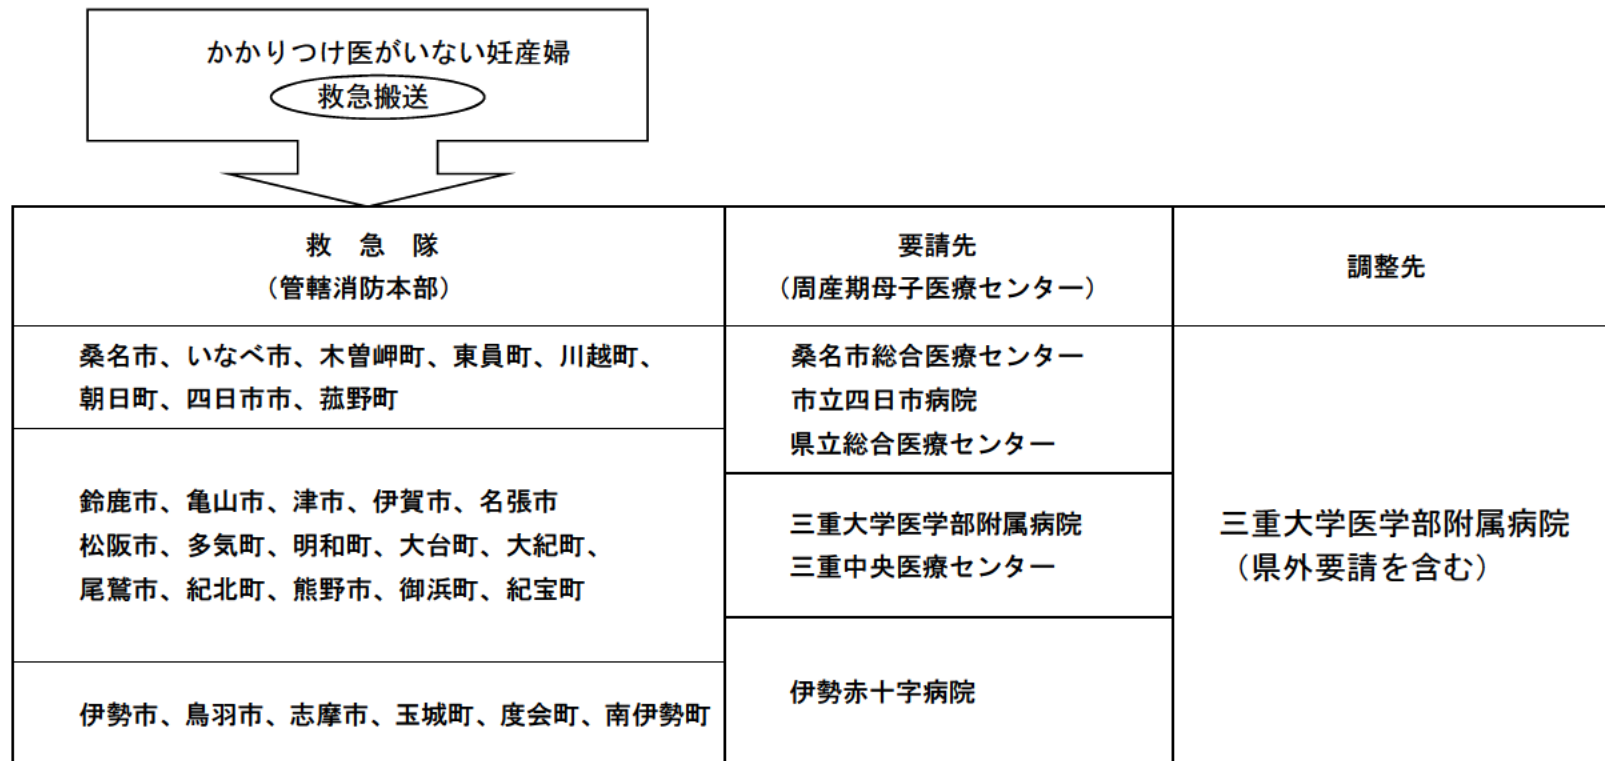 かかりつけ医がいない妊産婦
救急搬送
救　急　隊
（管轄消防本部）
要請先
（周産期母子医療センター）
調整先
桑名市、いなべ市、木曽岬町、東員町、川越町、
朝日町、四日市市、菰野町
桑名市総合医療センター
市立四日市病院
県立総合医療センター
鈴鹿市、亀山市、津市、伊賀市、名張市
松阪市、多気町、明和町、大台町、大紀町、
尾鷲市、紀北町、熊野市、御浜町、紀宝町
三重大学医学部附属病院
三重中央医療センター
三重大学医学部附属病院
（県外要請を含む）
伊勢市、鳥羽市、志摩市、玉城町、度会町、南伊勢町
伊勢赤十字病院